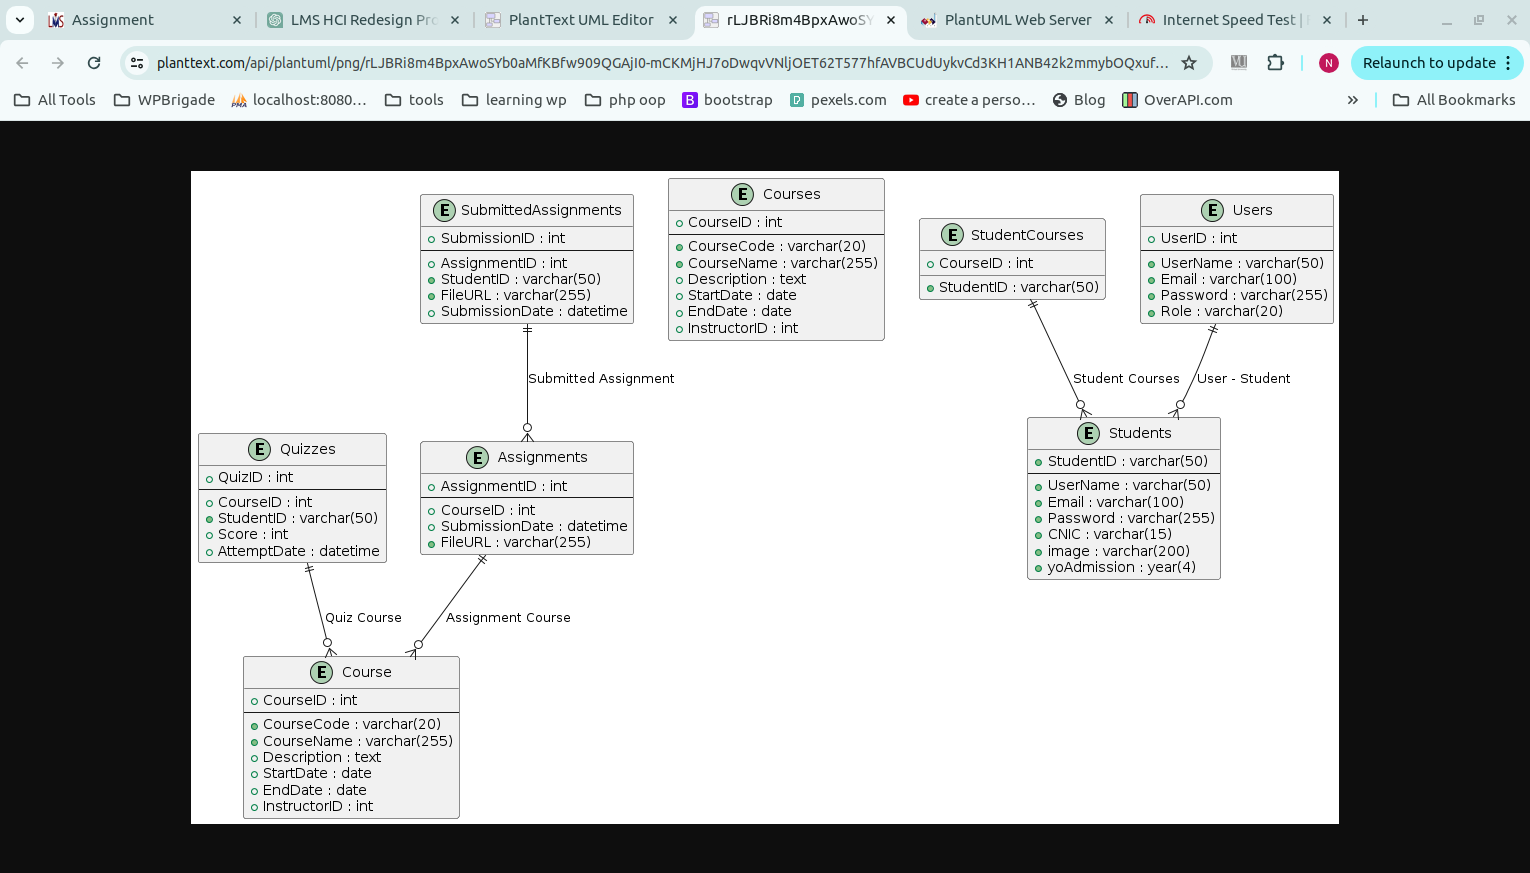 Assignment
LMS HCI Redesign Pro
PlantText UML Editor
rLJBRi8m4BpxAwoSY
PlantUML Web Server
Internet Speed Test |
planttext.com/api/plantuml/png/rLJBRi8m4BpxAwoSYb0aMfKBfw909QGAjI0-mCKMjHJ7oDwqvVNljOET62T577hfAVBCUdUykvCd3KH1ANB42k2mmybOQxuf...
N
Relaunch to update
All Tools
WPBrigade
localhost:8080...
tools
learning wp
php oop
bootstrap
pexels.com
create a perso...
Blog
OverAPI.com
All Bookmarks
E SubmittedAssignments
SubmissionID : int
AssignmentID : int
StudentID : varchar(50)
FileURL : varchar(255)
SubmissionDate : datetime
E Courses
CourseID : int
CourseCode : varchar(20)
CourseName : varchar(255)
Description : text
StartDate : date
EndDate : date
InstructorID : int
E StudentCourses
CourseID : int
StudentID : varchar(50)
E Users
UserID : int
UserName : varchar(50)
Email : varchar(100)
Password : varchar(255)
Role : varchar(20)
Submitted Assignment
Student Courses
User - Student
E Quizzes
QuizID : int
CourseID : int
StudentID : varchar(50)
Score : int
AttemptDate : datetime
E Assignments
AssignmentID : int
CourseID : int
SubmissionDate : datetime
FileURL : varchar(255)
E Students
StudentID : varchar(50)
UserName : varchar(50)
Email : varchar(100)
Password : varchar(255)
CNIC : varchar(15)
image : varchar(200)
yoAdmission : year(4)
Quiz Course
Assignment Course
E Course
CourseID : int
CourseCode : varchar(20)
CourseName : varchar(255)
Description : text
StartDate : date
EndDate : date
InstructorID : int